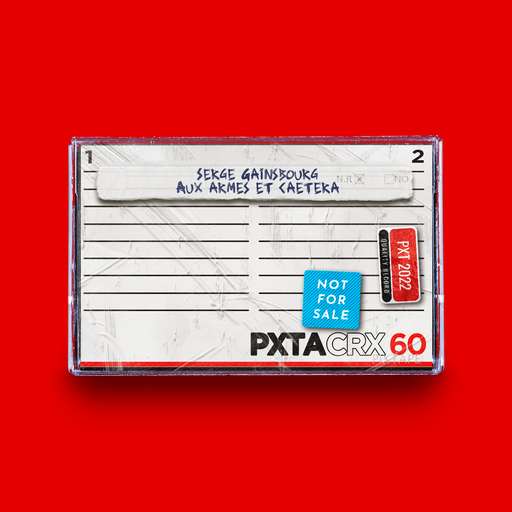 1 2
SERGE GAINSBOURG
AUX ARMES ET CAETERA
N.R
NO
PXT 2022
QUALITY RECORD
NOT
FOR
SALE
PXTACRX 60